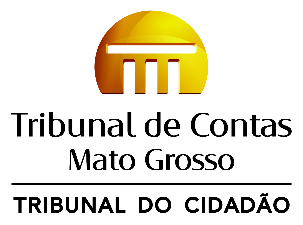 Tribunal de Contas
Mato Grosso
TRIBUNAL DO CIDADÃO